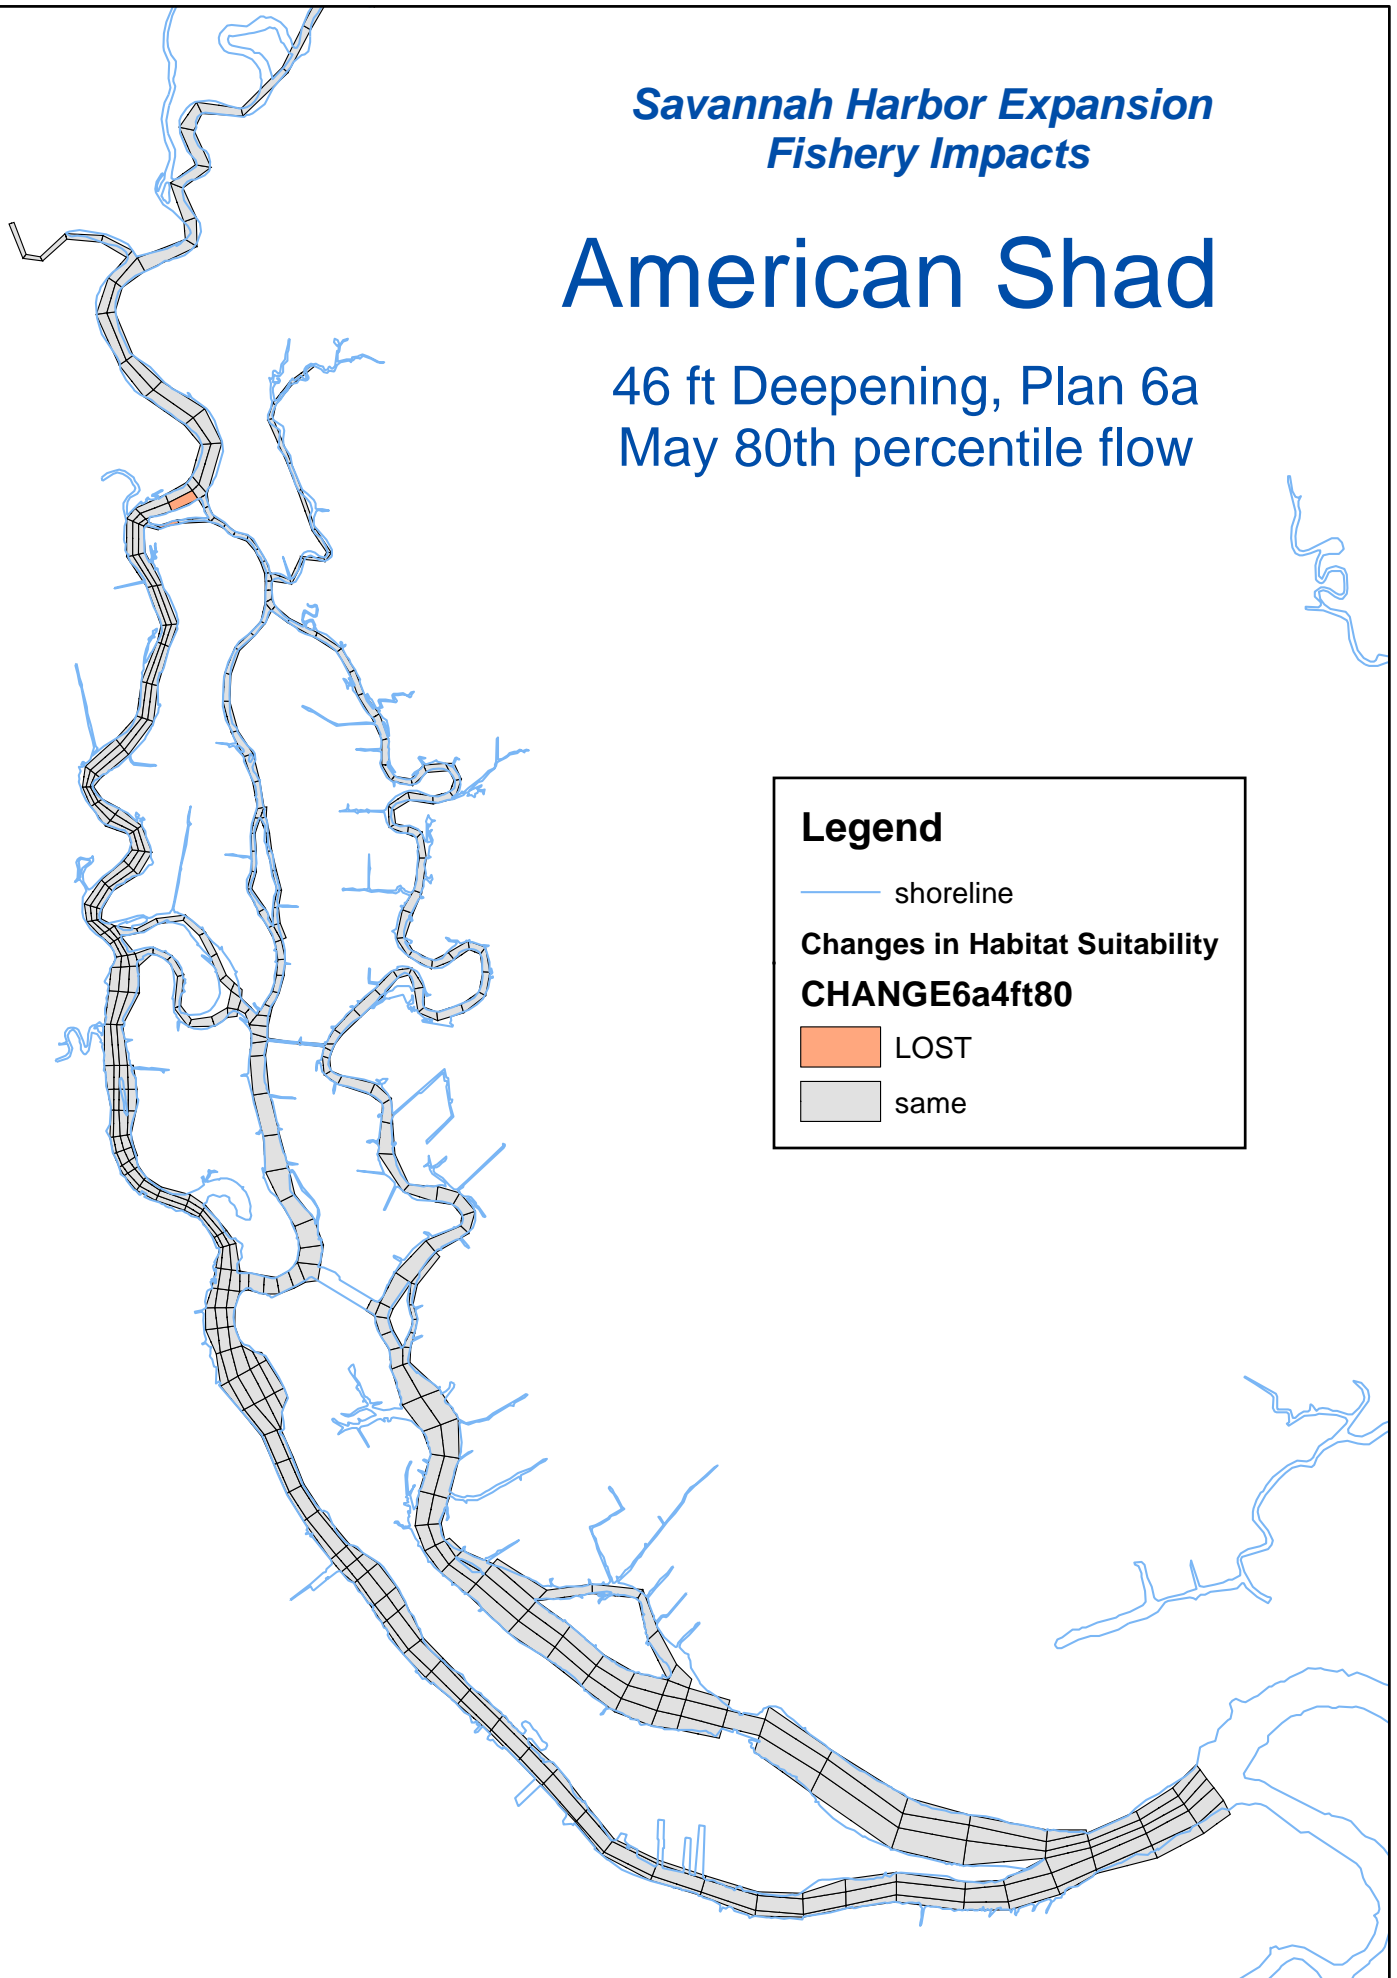 Savannah Harbor Expansion
Fishery Impacts
American Shad
46 ft Deepening, Plan 6a
May 80th percentile flow
Legend
shoreline
Changes in Habitat Suitability
CHANGE6a4ft80
LOST
same